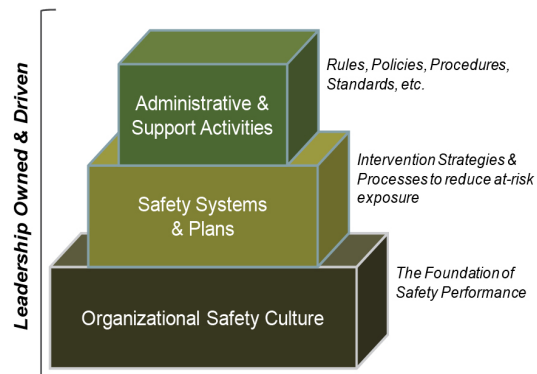 Leadership Owned & Driven
Administrative &
Support Activities
Rules, Policies, Procedures,
Standards, etc.
Safety Systems
& Plans
Intervention Strategies &
Processes to reduce at-risk
exposure
Organizational Safety Culture
The Foundation of
Safety Performance